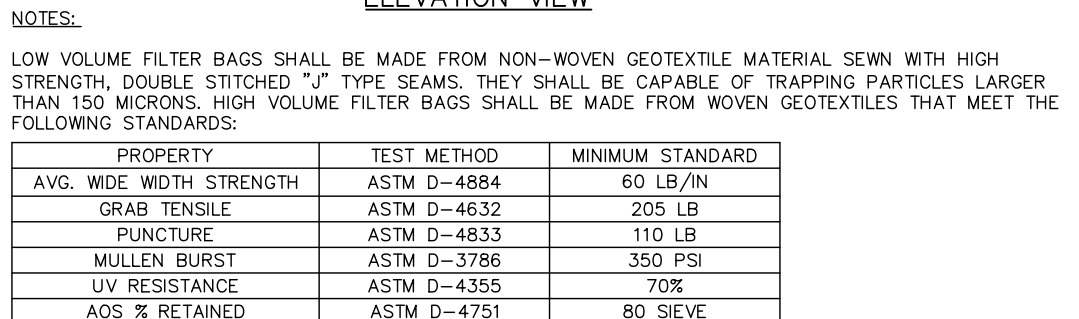 ELEVATION VIEW
NOTES:
LOW VOLUME FILTER BAGS SHALL BE MADE FROM NON-WOVEN GEOTEXTILE MATERIAL SEWN WITH HIGH
STRENGTH, DOUBLE STITCHED "J" TYPE SEAMS. THEY SHALL BE CAPABLE OF TRAPPING PARTICLES LARGER
THAN 150 MICRONS. HIGH VOLUME FILTER BAGS SHALL BE MADE FROM WOVEN GEOTEXTILES THAT MEET THE
FOLLOWING STANDARDS:
PROPERTY TEST METHOD MINIMUM STANDARD
AVG. WIDE WIDTH STRENGTH ASTM D-4884 60 LB/IN
GRAB TENSILE ASTM D-4632 205 LB
PUNCTURE ASTM D-4833 110 LB
MULLEN BURST ASTM D-3786 350 PSI
UV RESISTANCE ASTM D-4355 70%
AOS % RETAINED ASTM D-4751 80 SIEVE